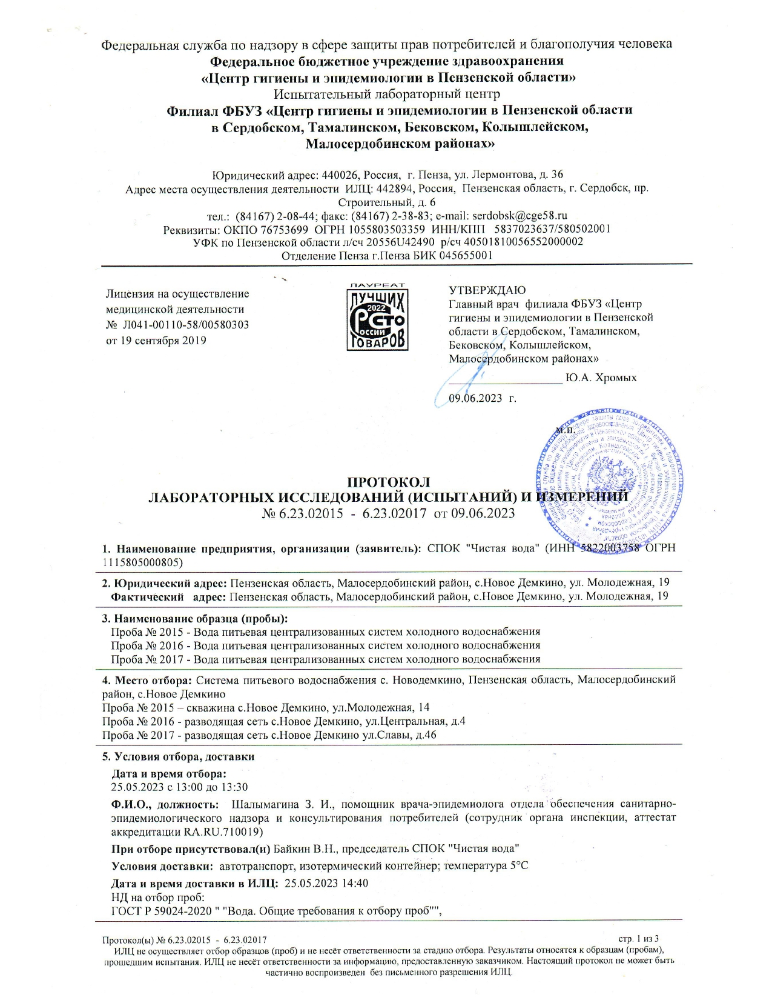 Федеральная служба по надзору в сфере защиты прав потребителей и благополучия человека
Федеральное бюджетное учреждение здравоохранения
«Центр гигиены и эпидемиологии в Пензенской области»
Испытательный лабораторный центр
Филиал ФБУЗ «Центр гигиены и эпидемиологии в Пензенской области
в Сердобском, Тамалинском, Бековском, Колышлейском,
Малосердобинском районах»
Юридический адрес: 440026, Россия, г. Пенза, ул. Лермонтова, д. 36
Адрес места осуществления деятельности ИЛЦ: 442894, Россия, Пензенская область, г. Сердобск, пр.
Строительный, д. 6
тел.: (84167) 2-08-44; факс: (84167) 2-38-83; e-mail: serdobsk@cge58.ru
Реквизиты: ОКПО 76753699 ОГРН 1055803503359 ИНН/КПП 5837023637/580502001
УФК по Пензенской области л/сч 20556U42490 р/сч 40501810056552000002
Отделение Пенза г.Пенза БИК 045655001
Лицензия на осуществление
медицинской деятельности
№ Л041-00110-58/00580303
от 19 сентября 2019
ЛАУРЕАТ
ЛУЧШИХ
2022
СТО
РОССИИ
ТОВАРОВ
УТВЕРЖДАЮ
Главный врач филиала ФБУЗ «Центр
гигиены и эпидемиологии в Пензенской
области в Сердобском, Тамалинском,
Бековском, Колышлейском,
Малосердобинском районах»
____________________ Ю.А. Хромых
09.06.2023 г.
м.п.
ПРОТОКОЛ
ЛАБОРАТОРНЫХ ИССЛЕДОВАНИЙ (ИСПЫТАНИЙ) И ИЗМЕРЕНИЙ
№ 6.23.02015 - 6.23.02017 от 09.06.2023
1. Наименование предприятия, организации (заявитель): СПОК "Чистая вода" (ИНН 5822003758 ОГРН
1115805000805)
2. Юридический адрес: Пензенская область, Малосердобинский район, с.Новое Демкино, ул. Молодежная, 19
Фактический адрес: Пензенская область, Малосердобинский район, с.Новое Демкино, ул. Молодежная, 19
3. Наименование образца (пробы):
Проба № 2015 - Вода питьевая централизованных систем холодного водоснабжения
Проба № 2016 - Вода питьевая централизованных систем холодного водоснабжения
Проба № 2017 - Вода питьевая централизованных систем холодного водоснабжения
4. Место отбора: Система питьевого водоснабжения с. Новодемкино, Пензенская область, Малосердобинский
район, с.Новое Демкино
Проба № 2015 – скважина с.Новое Демкино, ул.Молодежная, 14
Проба № 2016 - разводящая сеть с.Новое Демкино, ул.Центральная, д.4
Проба № 2017 - разводящая сеть с.Новое Демкино ул.Славы, д.46
5. Условия отбора, доставки
Дата и время отбора:
25.05.2023 с 13:00 до 13:30
Ф.И.О., должность: Шалымагина З. И., помощник врача-эпидемиолога отдела обеспечения санитарно-
эпидемиологического надзора и консультирования потребителей (сотрудник органа инспекции, аттестат
аккредитации RA.RU.710019)
При отборе присутствовал(и) Байкин В.Н., председатель СПОК "Чистая вода"
Условия доставки: автотранспорт, изотермический контейнер; температура 5°С
Дата и время доставки в ИЛЦ: 25.05.2023 14:40
НД на отбор проб:
ГОСТ Р 59024-2020 " "Вода. Общие требования к отбору проб"",
Протокол(ы) № 6.23.02015 - 6.23.02017 стр. 1 из 3
ИЛЦ не осуществляет отбор образцов (проб) и не несёт ответственности за стадию отбора. Результаты относятся к образцам (пробам),
прошедшим испытания. ИЛЦ не несёт ответственности за информацию, предоставленную заказчиком. Настоящий протокол не может быть
частично воспроизведен без письменного разрешения ИЛЦ.